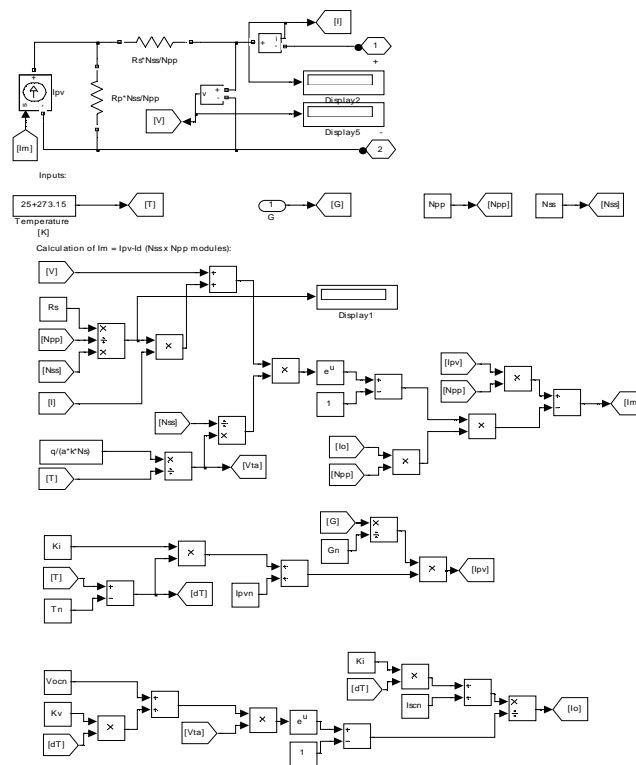 [I]
i
+
-
1
+
Rs*Nss/Npp
+
Ipv
-
s
Rp*Nss/Npp
v
+
-
Display2
[V]
Display5
-
2
[Im]
Inputs:
25+273.15
[T]
Temperature
[K]
1
G
[G]
Npp
[Npp]
Nss
[Nss]
Calculation of Im = Ipv-Id (Nssx Npp modules):
[V]
+
+
Rs
Display1
[Npp]
×
÷
×
×
[Nss]
×
e^u
[Ipv]
[Npp]
×
[I]
1
+
-
+
-
[Im
[Nss]
÷
×
×
q/(a*k*Ns)
×
÷
[Io]
×
[T]
[Vta]
[Npp]
[G]
×
÷
Ki
×
Gn
[T]
+
-
+
+
×
[Ipv]
Tn
[dT]
Ipvn
Ki
×
Vocn
[dT]
+
+
Kv
+
+
Iscn
×
×
e^u
×
÷
[Io]
[dT]
[Vta]
+
-
1